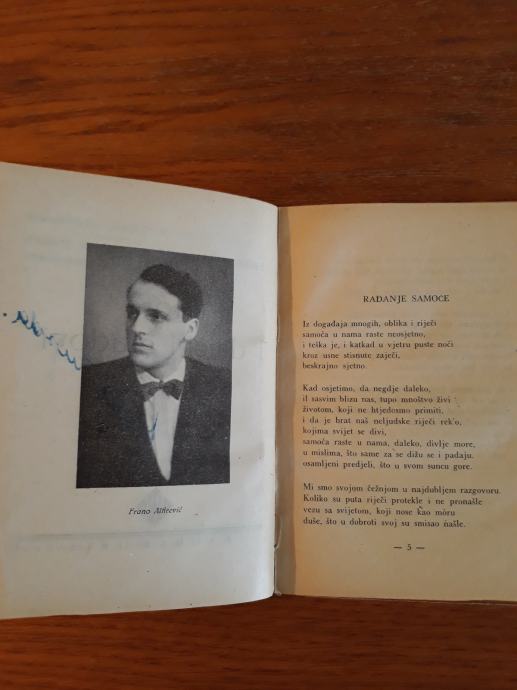 Frano Alfirević
RAĐANJE SAMOĆE
Iz događaja mnogih, oblika i riječi
samoća u nama raste neosjetno,
i teška je, i katkad u vjetru puste noći
kroz usne stisnute zaječi,
beskrajno sjetno.
Kad osjetimo, da negdje daleko,
il sasvim blizu nas, tupo mnoštvo živi
životom, koji ne htjedosmo primiti,
i da je brat naš neljudske riječi rek'o,
kojima svijet se divi,
samoća raste u nama, daleko, divlje more,
u mislima, što same za se dižu se i padaju,
osamljeni predjeli, što u svom suncu gore.
Mi smo svojom čežnjom u najdubljem razgovoru.
Koliko su puta riječi protekle i ne pronašle
vezu sa svijetom, koji nose kao mòru
duše, što u dobroti svoj su smisao našle.
— 5 —